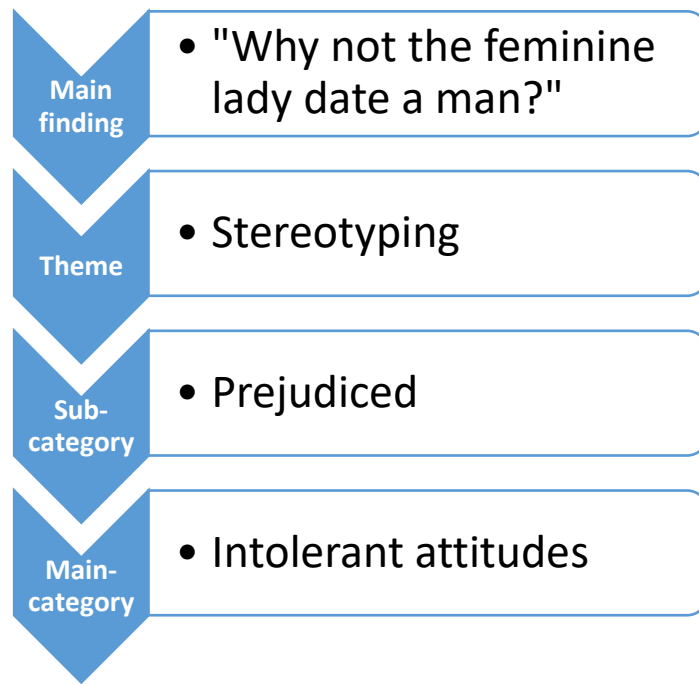 Main
finding
• "Why not the feminine
lady date a man?"
Theme
• Stereotyping
Sub-
category
• Prejudiced
Main-
category
• Intolerant attitudes